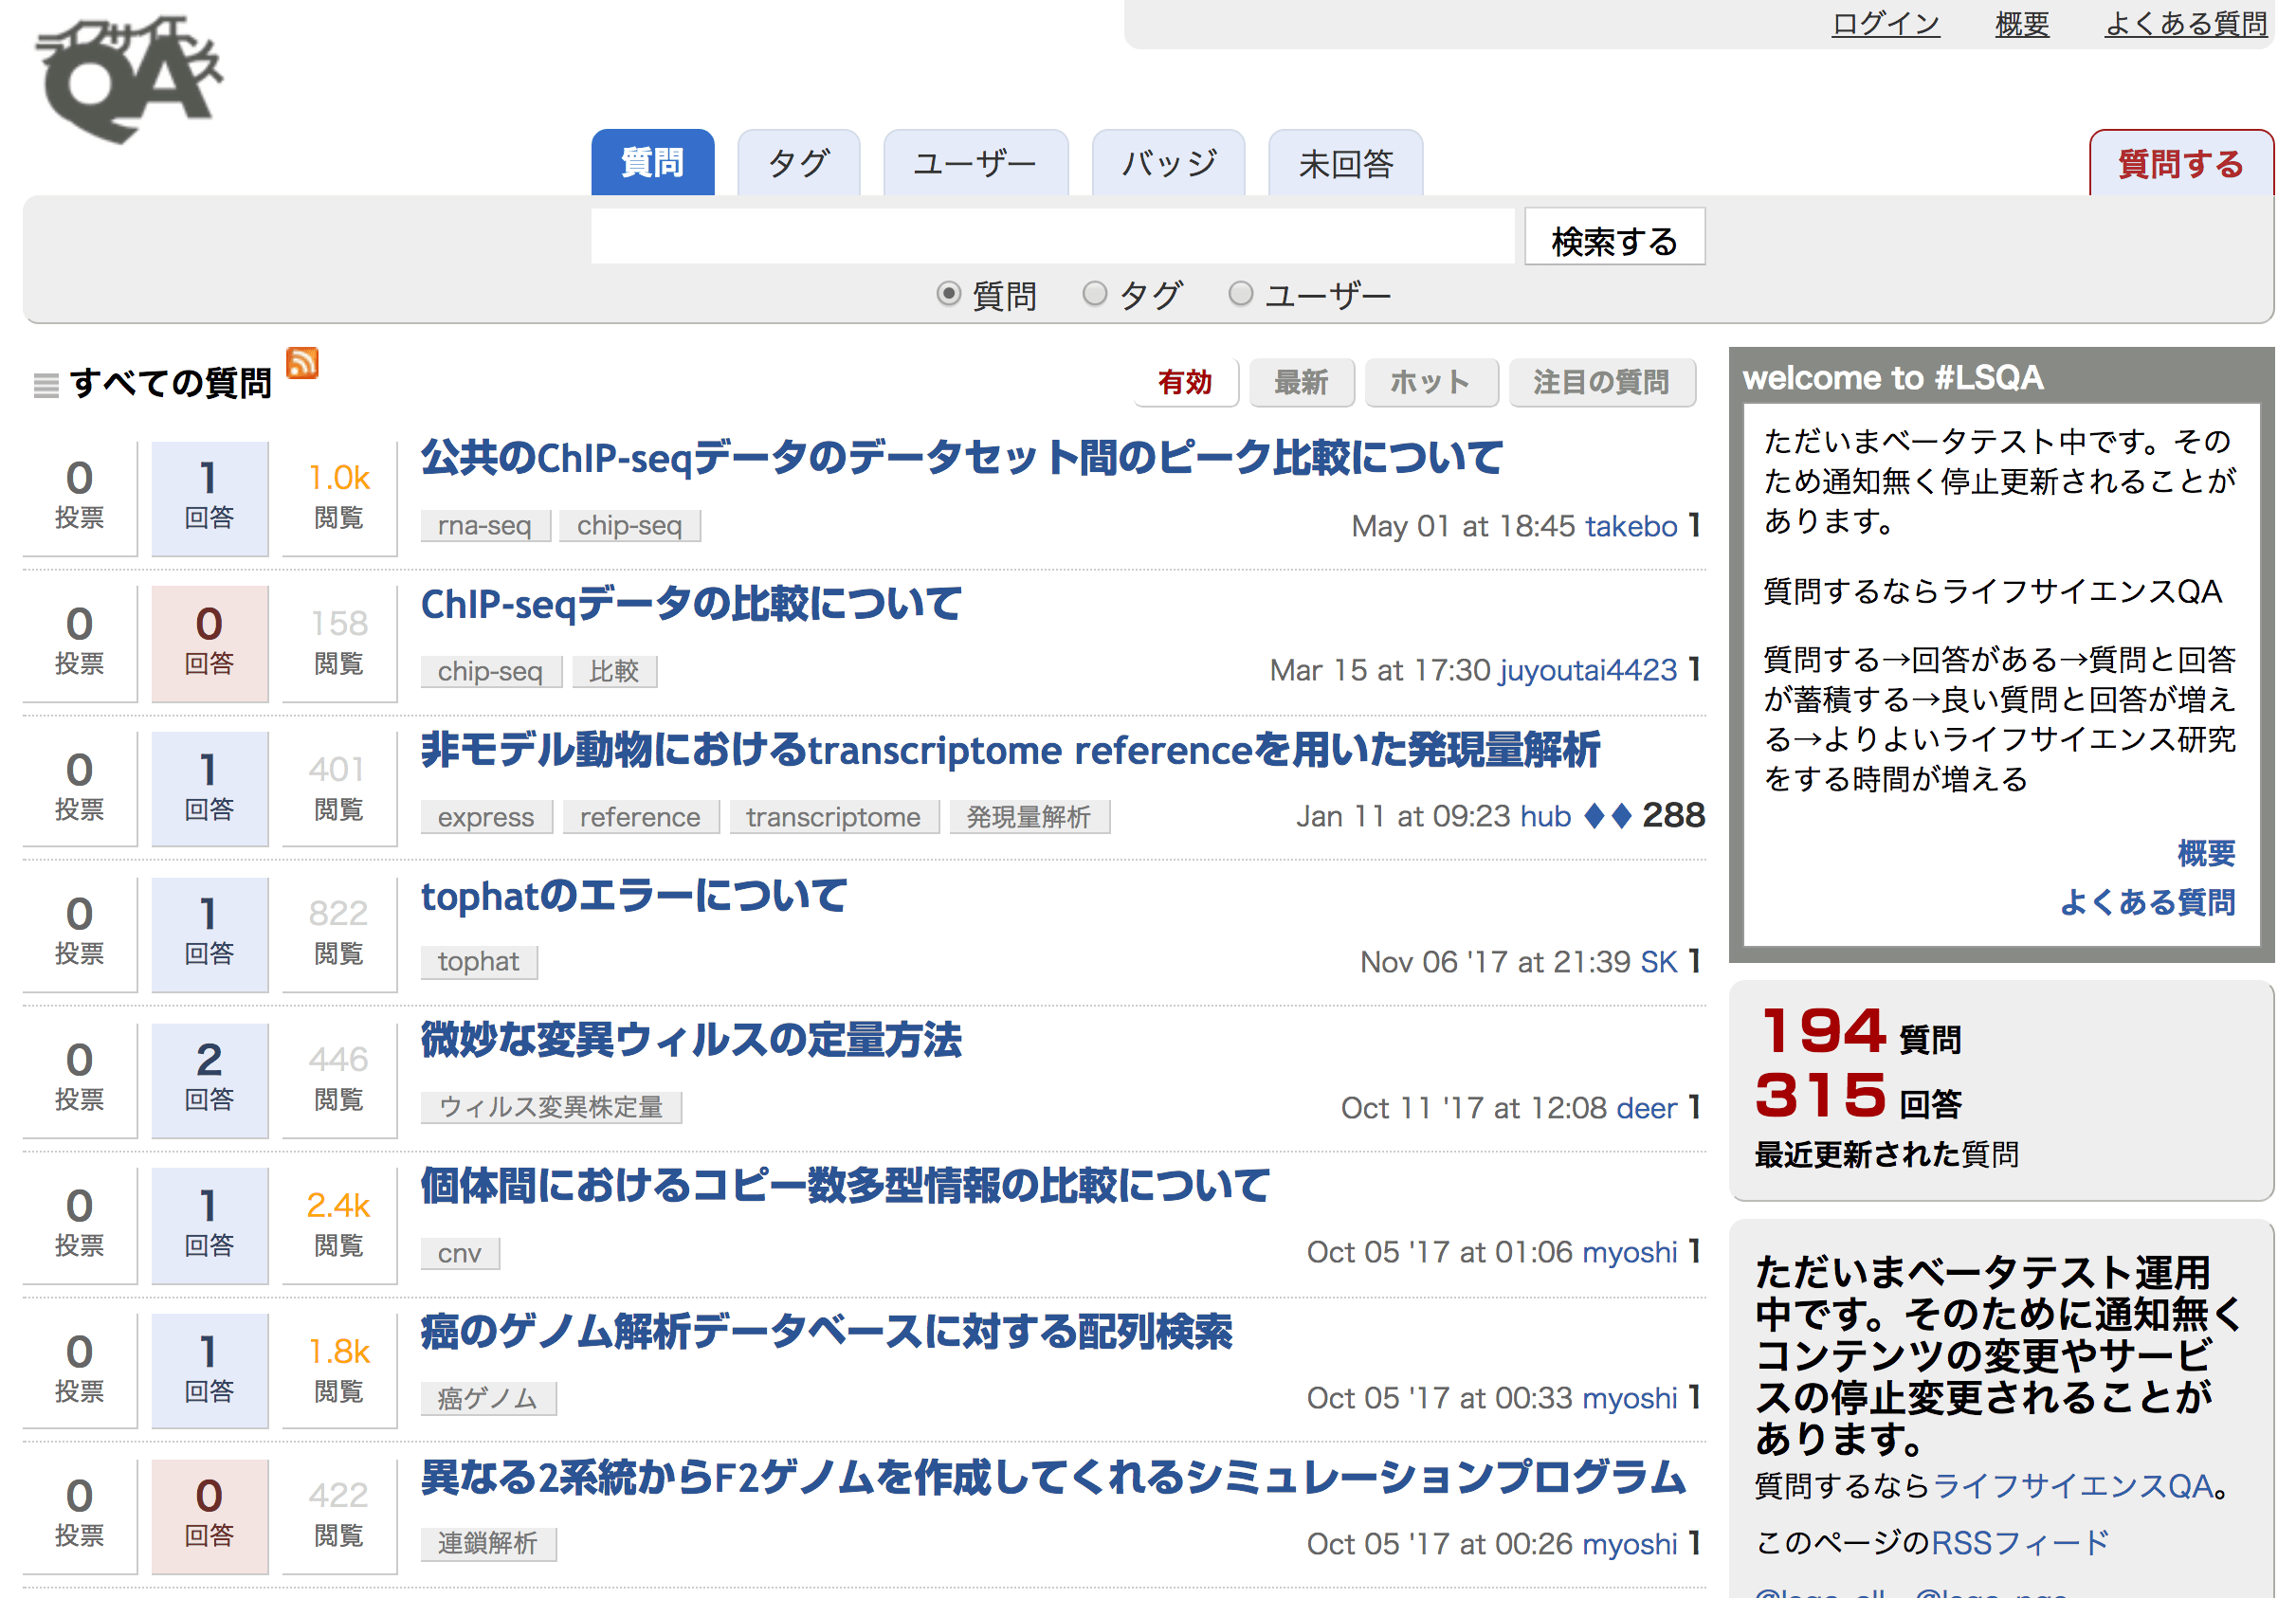 ライフサイエンス
QA
ログイン 概要 よくある質問
質問 タグ ユーザー バッジ 未回答 質問する
検索する
質問 タグ ユーザー
すべての質問
有効 最新 ホット 注目の質問
0 1 1.0k 公共のChIP-seqデータのデータセット間のピーク比較について
投票 回答 閲覧 rna-seq chip-seq May 01 at 18:45 takebo 1
0 0 158 ChIP-seqデータの比較について
投票 回答 閲覧 chip-seq 比較 Mar 15 at 17:30 juyoutai4423 1
0 1 401 非モデル動物におけるtranscriptome referenceを用いた発現量解析
投票 回答 閲覧 express reference transcriptome 発現量解析 Jan 11 at 09:23 hub ♦♦ 288
0 1 822 tophatのエラーについて
投票 回答 閲覧 tophat Nov 06 '17 at 21:39 SK 1
0 2 446 微妙な変異ウィルスの定量方法
投票 回答 閲覧 ウィルス変異株定量 Oct 11 '17 at 12:08 deer 1
0 1 2.4k 個体間におけるコピー数多型情報の比較について
投票 回答 閲覧 cnv Oct 05 '17 at 01:06 myoshi 1
0 1 1.8k 癌のゲノム解析データベースに対する配列検索
投票 回答 閲覧 癌ゲノム Oct 05 '17 at 00:33 myoshi 1
0 0 422 異なる2系統からF2ゲノムを作成してくれるシミュレーションプログラム
投票 回答 閲覧 連鎖解析 Oct 05 '17 at 00:26 myoshi 1
welcome to #LSQA
ただいまベータテスト中です。その
ため通知無く停止更新されることが
あります。
質問するならライフサイエンスQA
質問する→回答がある→質問と回答
が蓄積する→良い質問と回答が増え
る→よりよいライフサイエンス研究
をする時間が増える
概要
よくある質問
194 質問
315 回答
最近更新された質問
ただいまベータテスト運用
中です。そのために通知無く
コンテンツの変更やサービ
スの停止変更されることが
あります。
質問するならライフサイエンスQA。
このページのRSSフィード